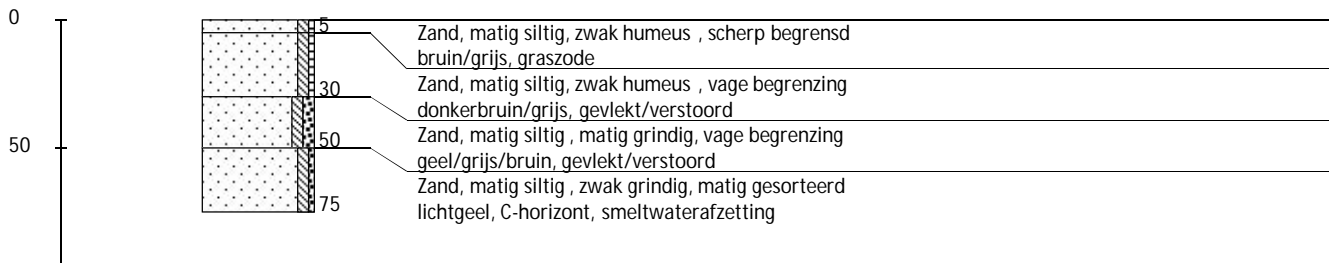 0
5
Zand, matig siltig, zwak humeus , scherp begrensd
bruin/grijs, graszode
Zand, matig siltig, zwak humeus , vage begrenzing
30
donkerbruin/grijs, gevlekt/verstoord
Zand, matig siltig , matig grindig, vage begrenzing
50
50
geel/grijs/bruin, gevlekt/verstoord
Zand, matig siltig , zwak grindig, matig gesorteerd
75
lichtgeel, C-horizont, smeltwaterafzetting